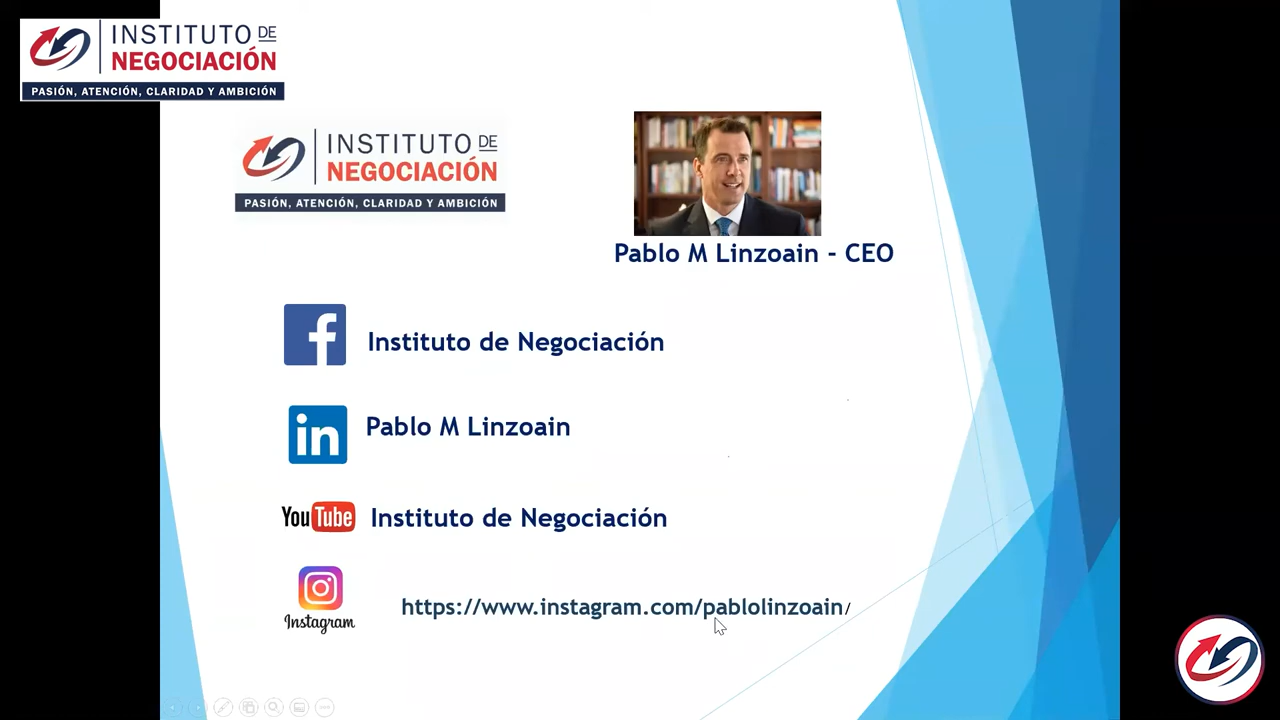 INSTITUTO DE
NEGOCIACIÓN
PASIÓN, ATENCIÓN, CLARIDAD Y AMBICIÓN
INSTITUTO DE
NEGOCIACIÓN
PASIÓN, ATENCIÓN, CLARIDAD Y AMBICIÓN
Pablo M Linzoain - CEO
f Instituto de Negociación
in Pablo M Linzoain
YouTube Instituto de Negociación
Instagram
https://www.instagram.com/pablolinzoain/